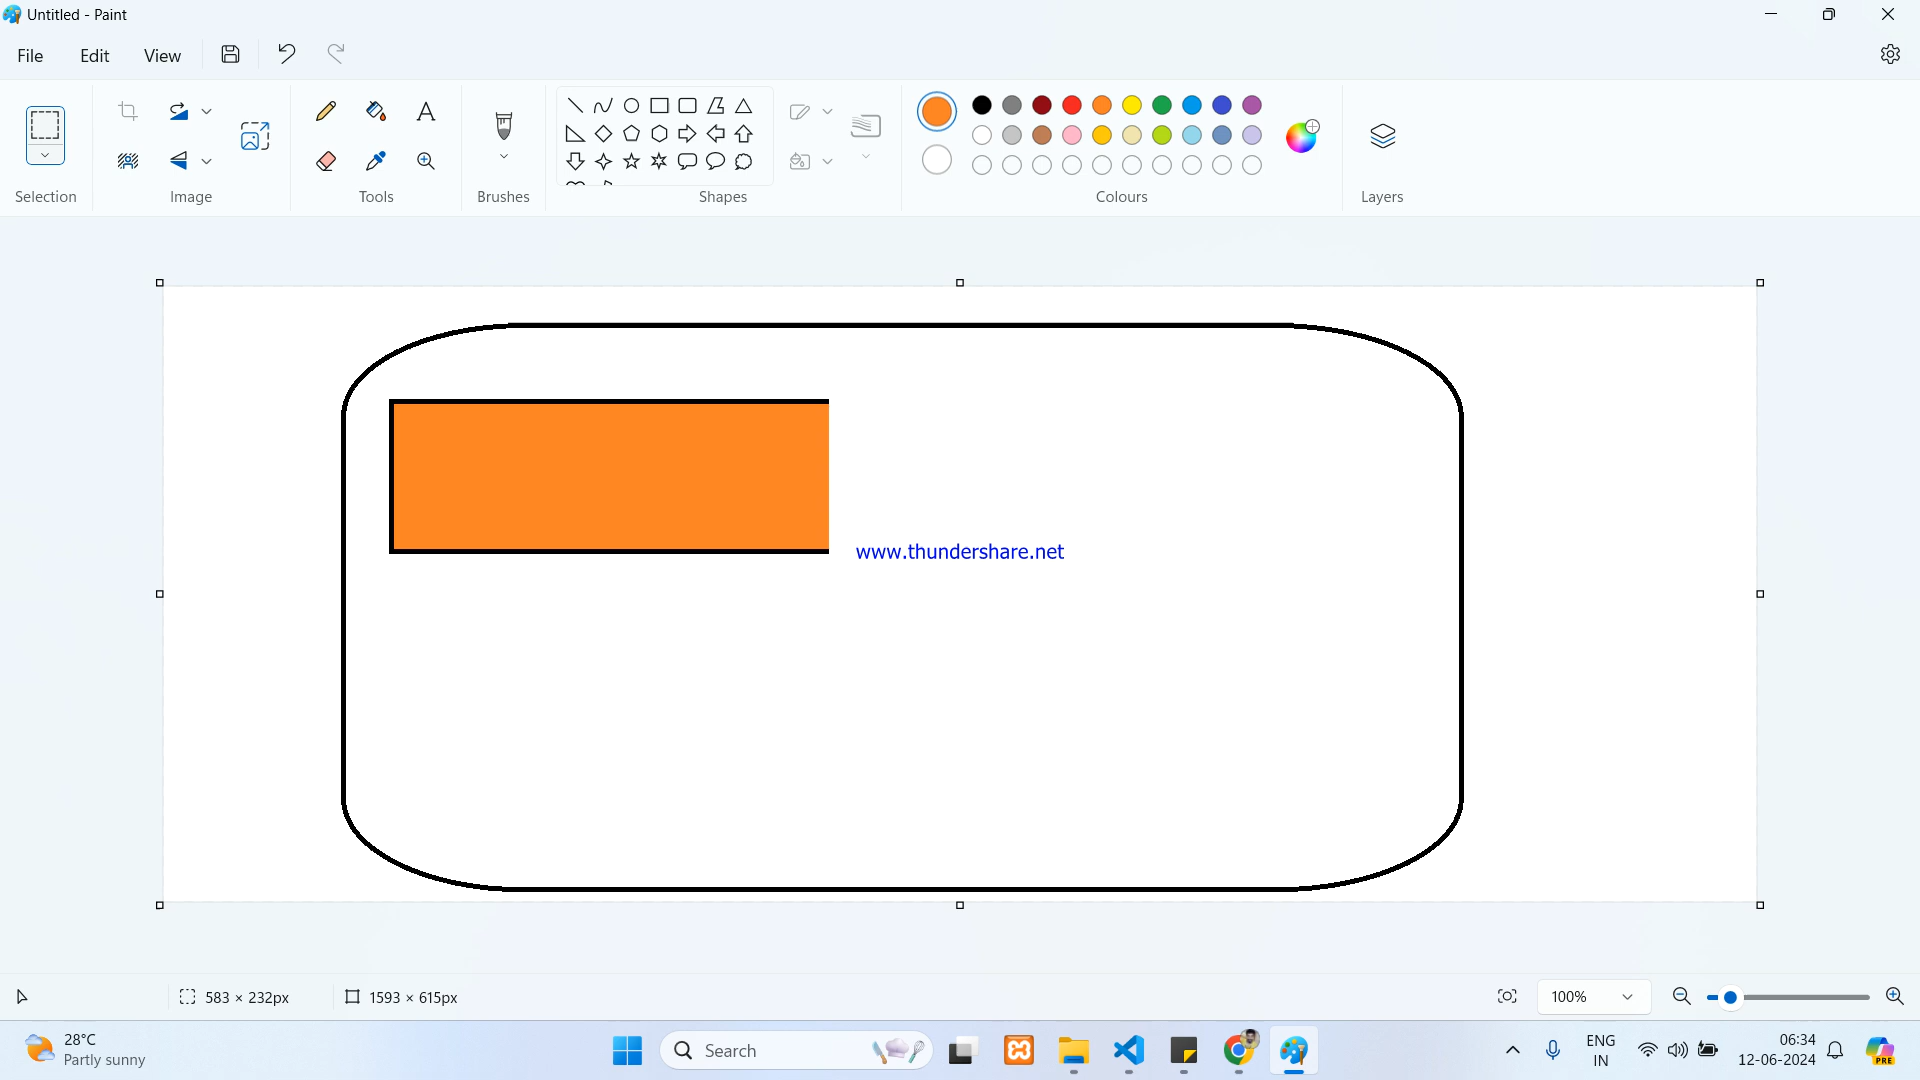 Untitled - Paint
File
Edit
View
Selection
Image
Tools
Brushes
Shapes
Colours
Layers
www.thundershare.net
583 × 232px
1593 × 615px
100%
28°C
Partly sunny
Search
ENG
IN
06:34
12-06-2024
PRE